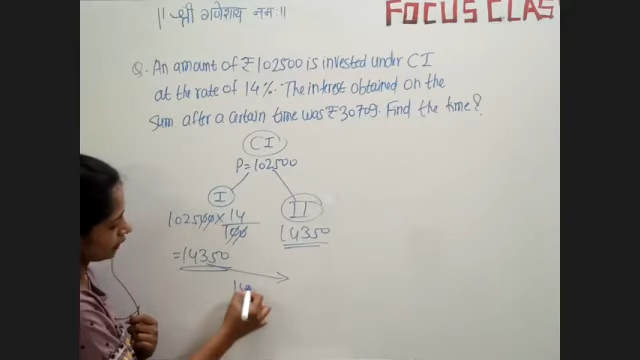 ॥ श्री गणेशाय नमः ॥
FOCUS CLAS
Q. An amount of ₹102500 is invested under CI
at the rate of 14%. The interest obtained on the
sum after a certain time was ₹30709. Find the time?
CI
P=102500
I
II
102500 × 14
100
14350
=14350
14